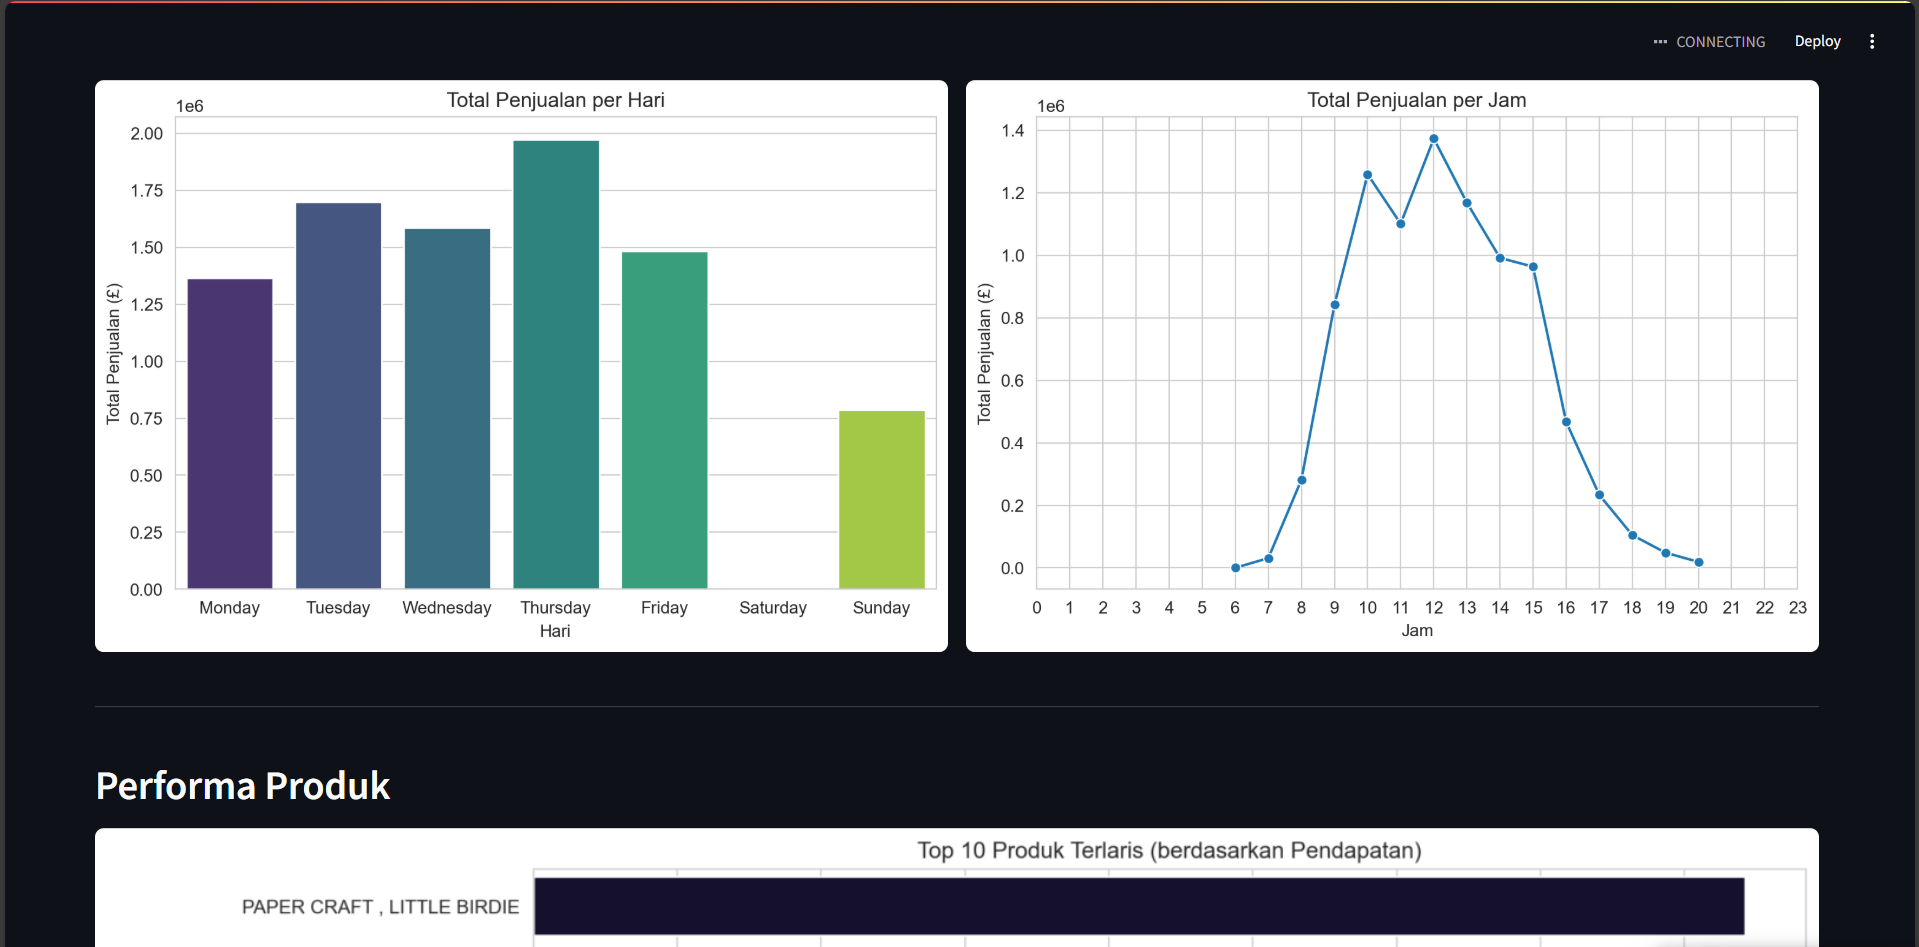 CONNECTING
Deploy
Total Penjualan per Hari
1e6
2.00
1.75
1.50
1.25
1.00
0.75
0.50
0.25
0.00
Total Penjualan (£)
Monday Tuesday Wednesday Thursday Friday Saturday Sunday
Hari
Total Penjualan per Jam
1e6
1.4
1.2
1.0
0.8
0.6
0.4
0.2
0.0
Total Penjualan (£)
0 1 2 3 4 5 6 7 8 9 10 11 12 13 14 15 16 17 18 19 20 21 22 23
Jam
Performa Produk
Top 10 Produk Terlaris (berdasarkan Pendapatan)
PAPER CRAFT , LITTLE BIRDIE